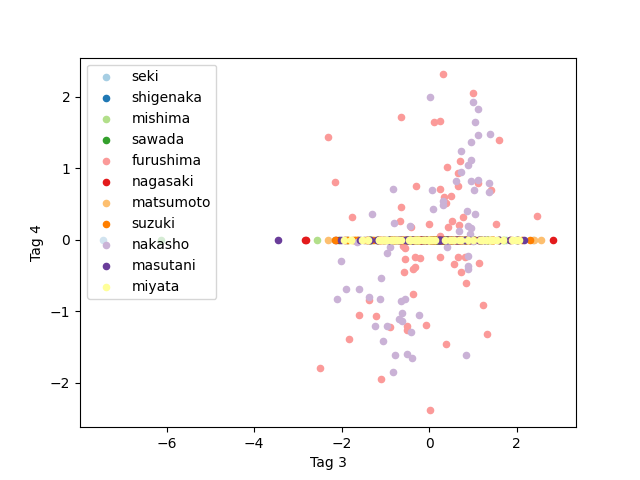 seki
shigenaka
mishima
sawada
furushima
nagasaki
matsumoto
suzuki
nakasho
masutani
miyata
2
1
0
−1
−2
Tag 4
−6
−4
−2
0
2
Tag 3